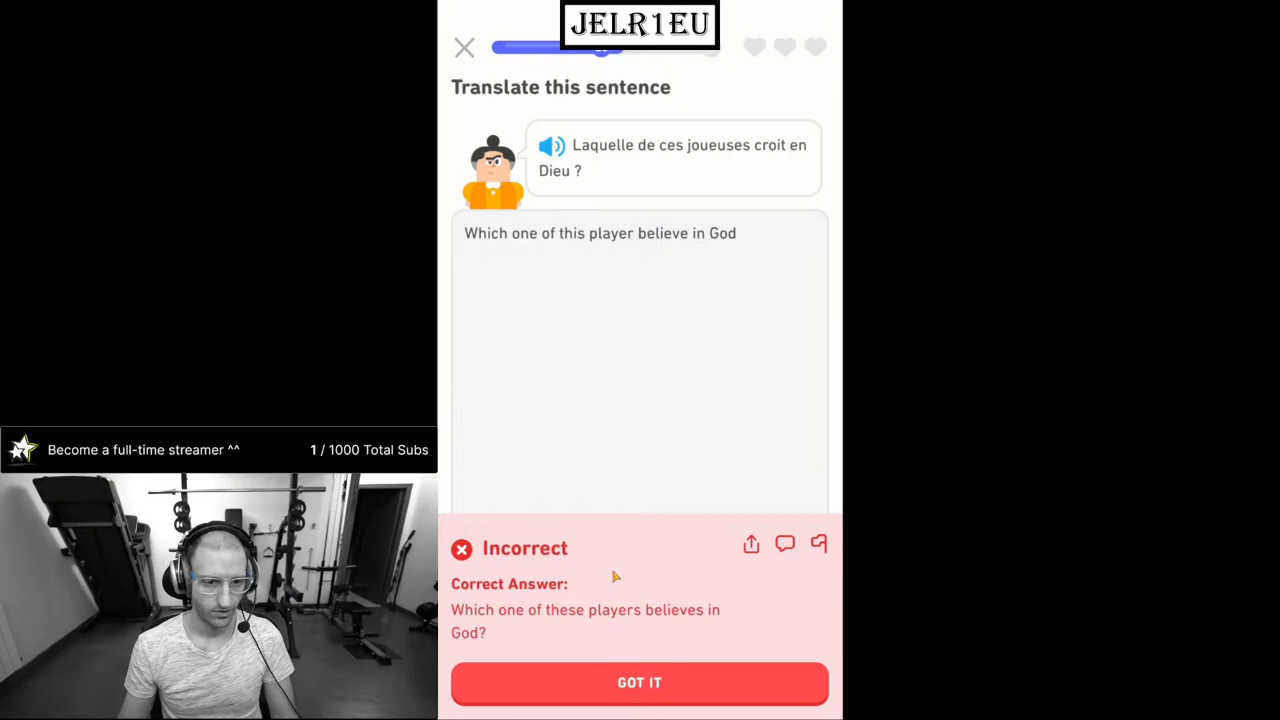 JELR1EU
Translate this sentence
Laquelle de ces joueuses croit en
Dieu ?
Which one of this player believe in God
Become a full-time streamer ^^ 1 / 1000 Total Subs
Incorrect
Correct Answer:
Which one of these players believes in
God?
GOT IT